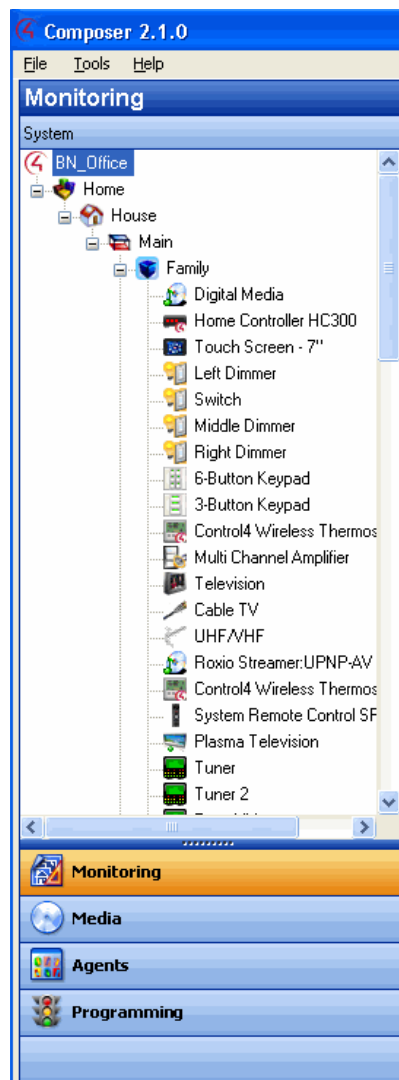 Composer 2.1.0
File Tools Help
Monitoring
System
BN_Office
Home
House
Main
Family
Digital Media
Home Controller HC300
Touch Screen - 7"
Left Dimmer
Switch
Middle Dimmer
Right Dimmer
6-Button Keypad
3-Button Keypad
Control4 Wireless Thermos
Multi Channel Amplifier
Television
Cable TV
UHF/VHF
Roxio Streamer:UPNP-AV
Control4 Wireless Thermos
System Remote Control SF
Plasma Television
Tuner
Tuner 2
Monitoring
Media
Agents
Programming